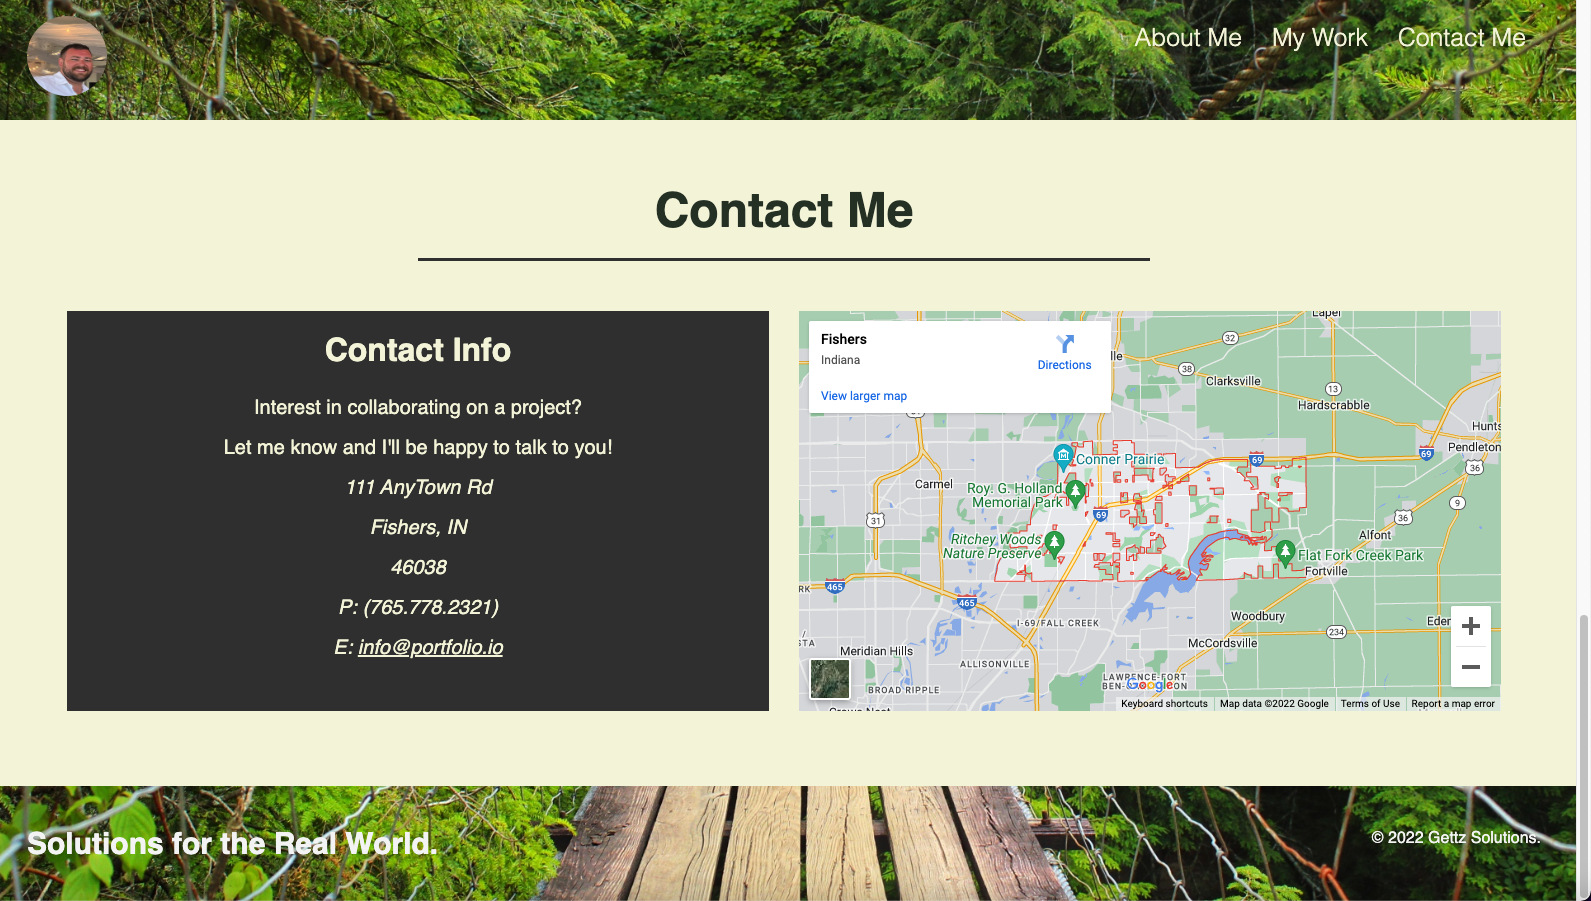 About Me
My Work
Contact Me
Contact Me
Contact Info
Interest in collaborating on a project?
Let me know and I'll be happy to talk to you!
111 AnyTown Rd
Fishers, IN
46038
P: (765.778.2321)
E: info@portfolio.io
Fishers
Indiana
Directions
View larger map
Lapel
32
lle
38
Clarksville
13
Hardscrabble
Hunts
Pendleton
69
69
36
Conner Prairie
Carmel
Roy. G. Holland
Memorial Park
9
31
69
36
Alfont
Ritchey Woods
Nature Preserve
Flat Fork Creek Park
Fortville
RK
465
465
Woodbury
I-69/FALL CREEK
Eden
234
McCordsville
STA
Meridian Hills
ALLISONVILLE
LAWRENCE-FORT
BEN- ON
Google
BROAD RIPPLE
Crows Nest
Keyboard shortcuts
Map data ©2022 Google
Terms of Use
Report a map error
Solutions for the Real World.
© 2022 Gettz Solutions.